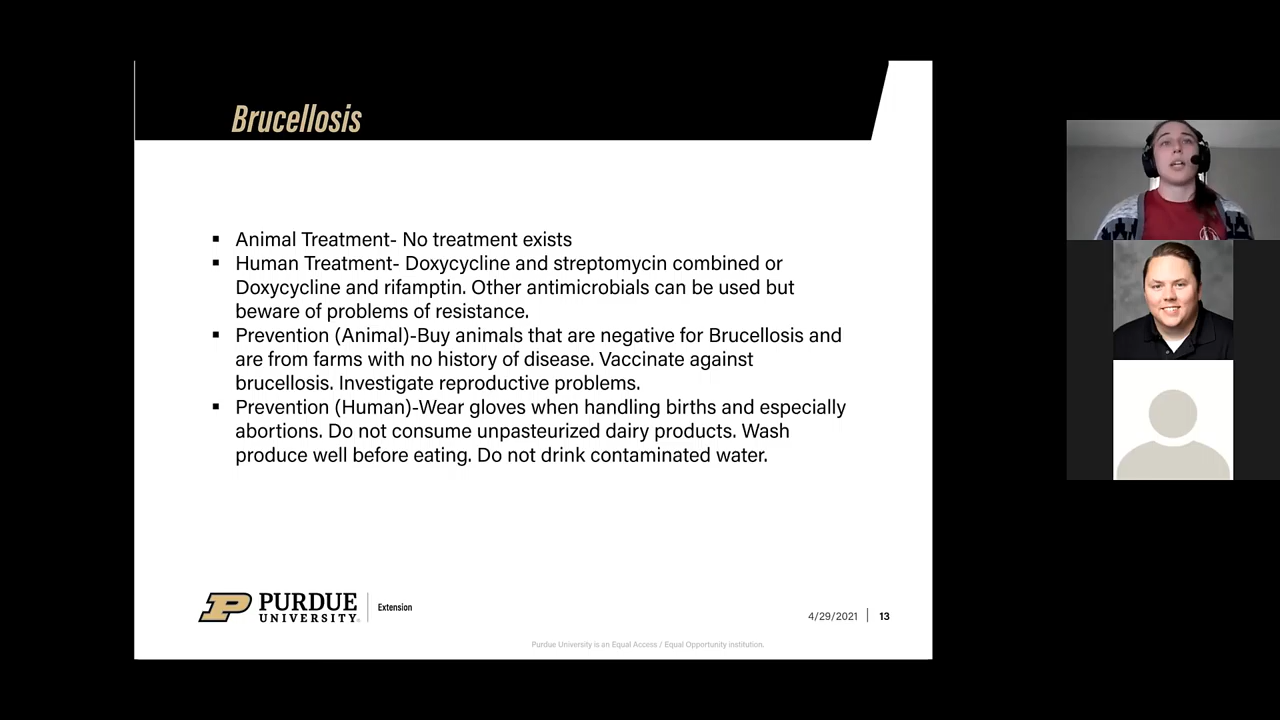 Brucellosis
▪ Animal Treatment- No treatment exists
▪ Human Treatment- Doxycycline and streptomycin combined or
Doxycycline and rifamptin. Other antimicrobials can be used but
beware of problems of resistance.
▪ Prevention (Animal)-Buy animals that are negative for Brucellosis and
are from farms with no history of disease. Vaccinate against
brucellosis. Investigate reproductive problems.
▪ Prevention (Human)-Wear gloves when handling births and especially
abortions. Do not consume unpasteurized dairy products. Wash
produce well before eating. Do not drink contaminated water.
PURDUE
UNIVERSITY
Extension
4/29/2021 | 13
Purdue University is an Equal Access / Equal Opportunity institution.